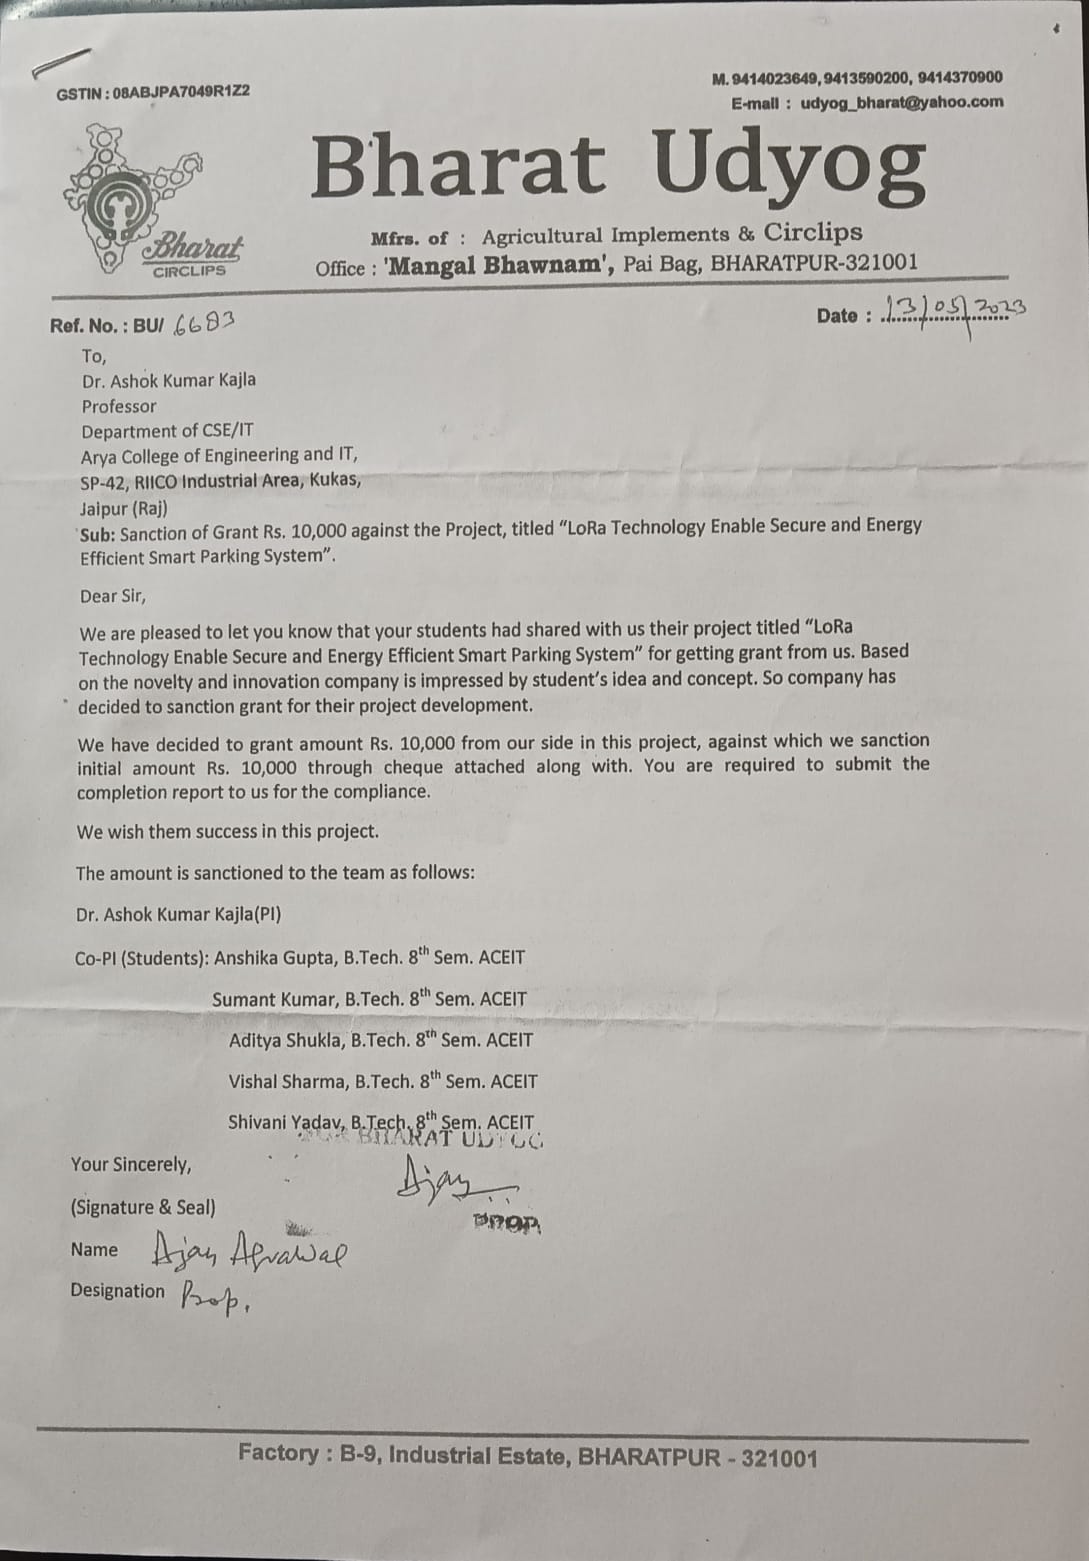 GSTIN : 08ABJPA7049R1Z2
M. 9414023649, 9413590200, 9414370900
E-mail : udyog_bharat@yahoo.com
Bharat Udyog
Bharat
CIRCLIPS
Mfrs. of : Agricultural Implements & Circlips
Office : 'Mangal Bhawnam', Pai Bag, BHARATPUR-321001
Ref. No. : BU/ 6683
Date : 13/05/2023
To,
Dr. Ashok Kumar Kajla
Professor
Department of CSE/IT
Arya College of Engineering and IT,
SP-42, RIICO Industrial Area, Kukas,
Jaipur (Raj)
Sub: Sanction of Grant Rs. 10,000 against the Project, titled “LoRa Technology Enable Secure and Energy
Efficient Smart Parking System”.
Dear Sir,
We are pleased to let you know that your students had shared with us their project titled “LoRa
Technology Enable Secure and Energy Efficient Smart Parking System” for getting grant from us. Based
on the novelty and innovation company is impressed by student’s idea and concept. So company has
decided to sanction grant for their project development.
We have decided to grant amount Rs. 10,000 from our side in this project, against which we sanction
initial amount Rs. 10,000 through cheque attached along with. You are required to submit the
completion report to us for the compliance.
We wish them success in this project.
The amount is sanctioned to the team as follows:
Dr. Ashok Kumar Kajla(PI)
Co-PI (Students): Anshika Gupta, B.Tech. 8th Sem. ACEIT
Sumant Kumar, B.Tech. 8th Sem. ACEIT
Aditya Shukla, B.Tech. 8th Sem. ACEIT
Vishal Sharma, B.Tech. 8th Sem. ACEIT
Shivani Yadav, B.Tech. 8th Sem. ACEIT
BHARAT UDYOG
Your Sincerely,
Ajay
(Signature & Seal)
PROP.
Name Ajay Agrawal
Designation Prop.
Factory : B-9, Industrial Estate, BHARATPUR - 321001